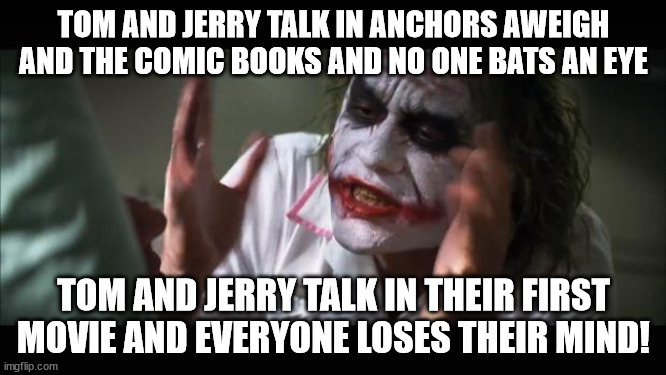 TOM AND JERRY TALK IN ANCHORS AWEIGH
AND THE COMIC BOOKS AND NO ONE BATS AN EYE
TOM AND JERRY TALK IN THEIR FIRST
MOVIE AND EVERYONE LOSES THEIR MIND!
imgflip.com